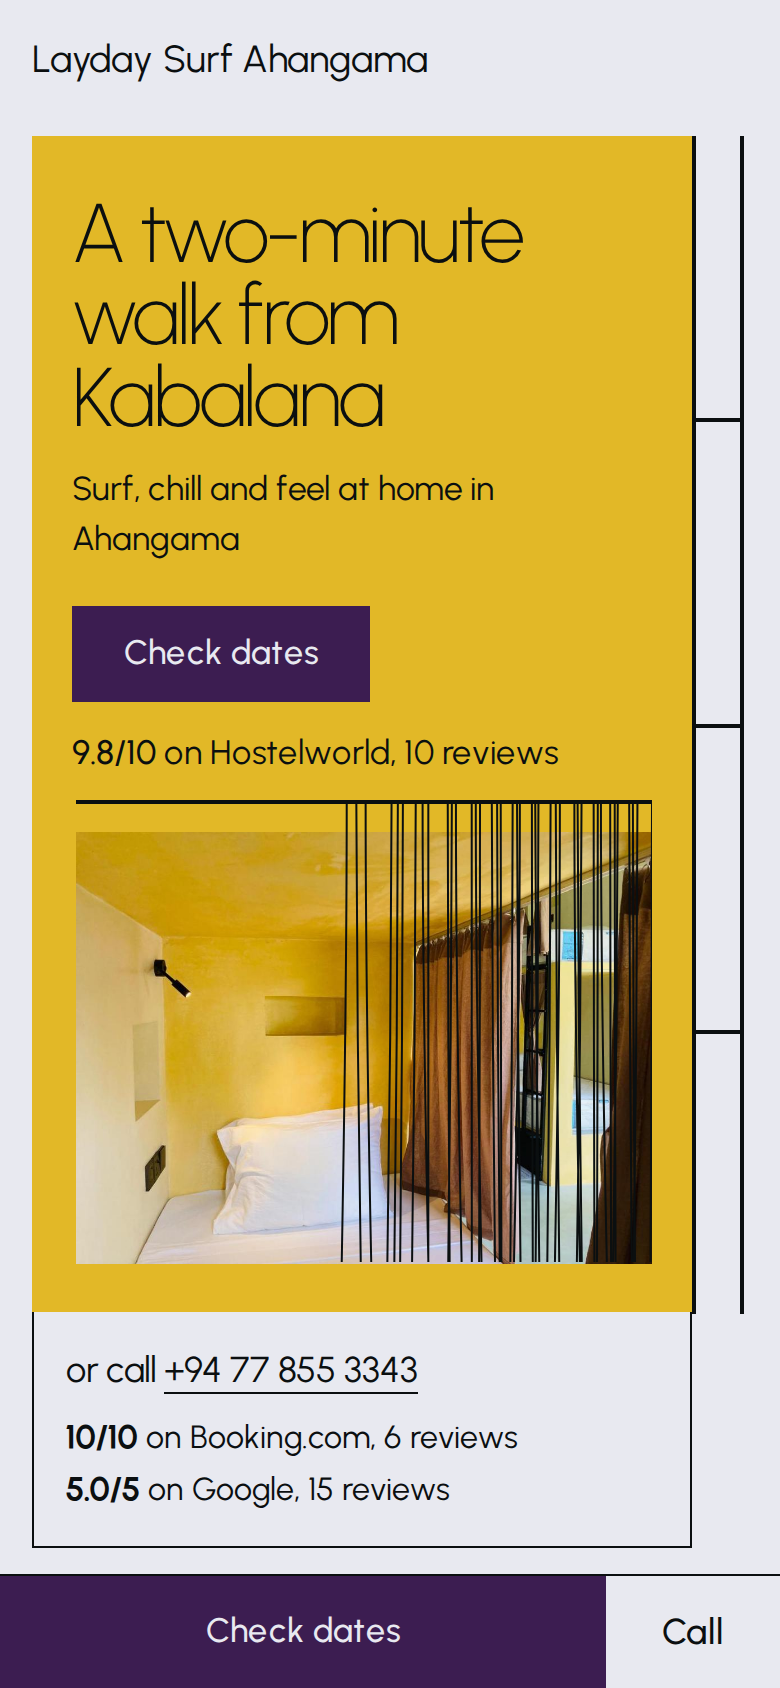 Layday Surf Ahangama
A two-minute
walk from
Kabalana
Surf, chill and feel at home in
Ahangama
Check dates
9.8/10 on Hostelworld, 10 reviews
or call +94 77 855 3343
10/10 on Booking.com, 6 reviews
5.0/5 on Google, 15 reviews
Check dates
Call